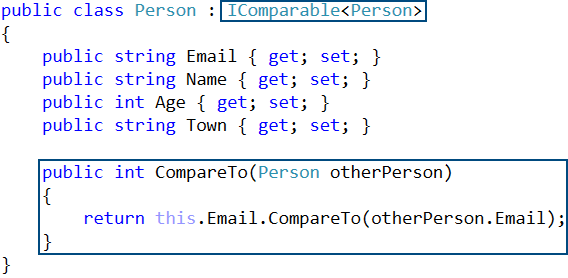 public class Person : IComparable<Person>
{
    public string Email { get; set; }
    public string Name { get; set; }
    public int Age { get; set; }
    public string Town { get; set; }

    public int CompareTo(Person otherPerson)
    {
        return this.Email.CompareTo(otherPerson.Email);
    }
}